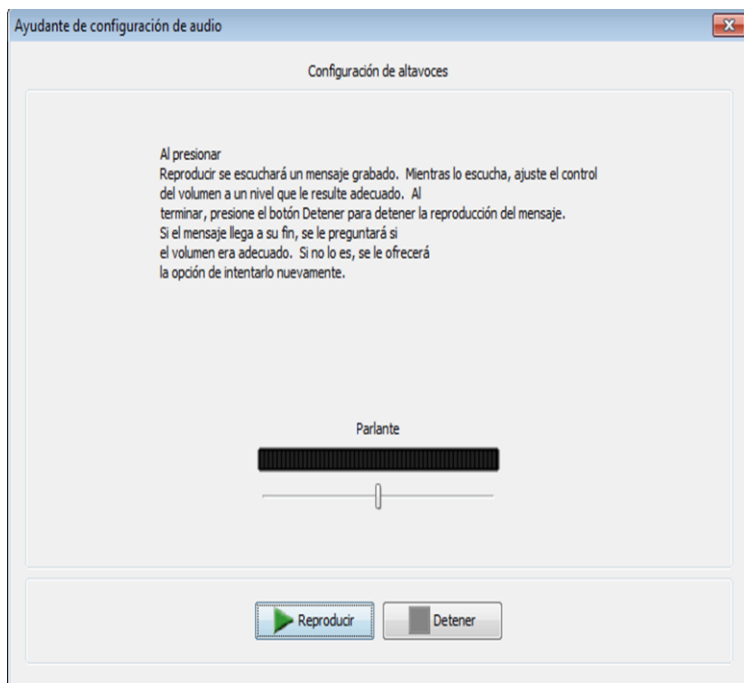 Ayudante de configuración de audio
Configuración de altavoces
Al presionar
Reproducir se escuchará un mensaje grabado. Mientras lo escucha, ajuste el control
del volumen a un nivel que le resulte adecuado. Al
terminar, presione el botón Detener para detener la reproducción del mensaje.
Si el mensaje llega a su fin, se le preguntará si
el volumen era adecuado. Si no lo es, se le ofrecerá
la opción de intentarlo nuevamente.
Parlante
Reproducir
Detener